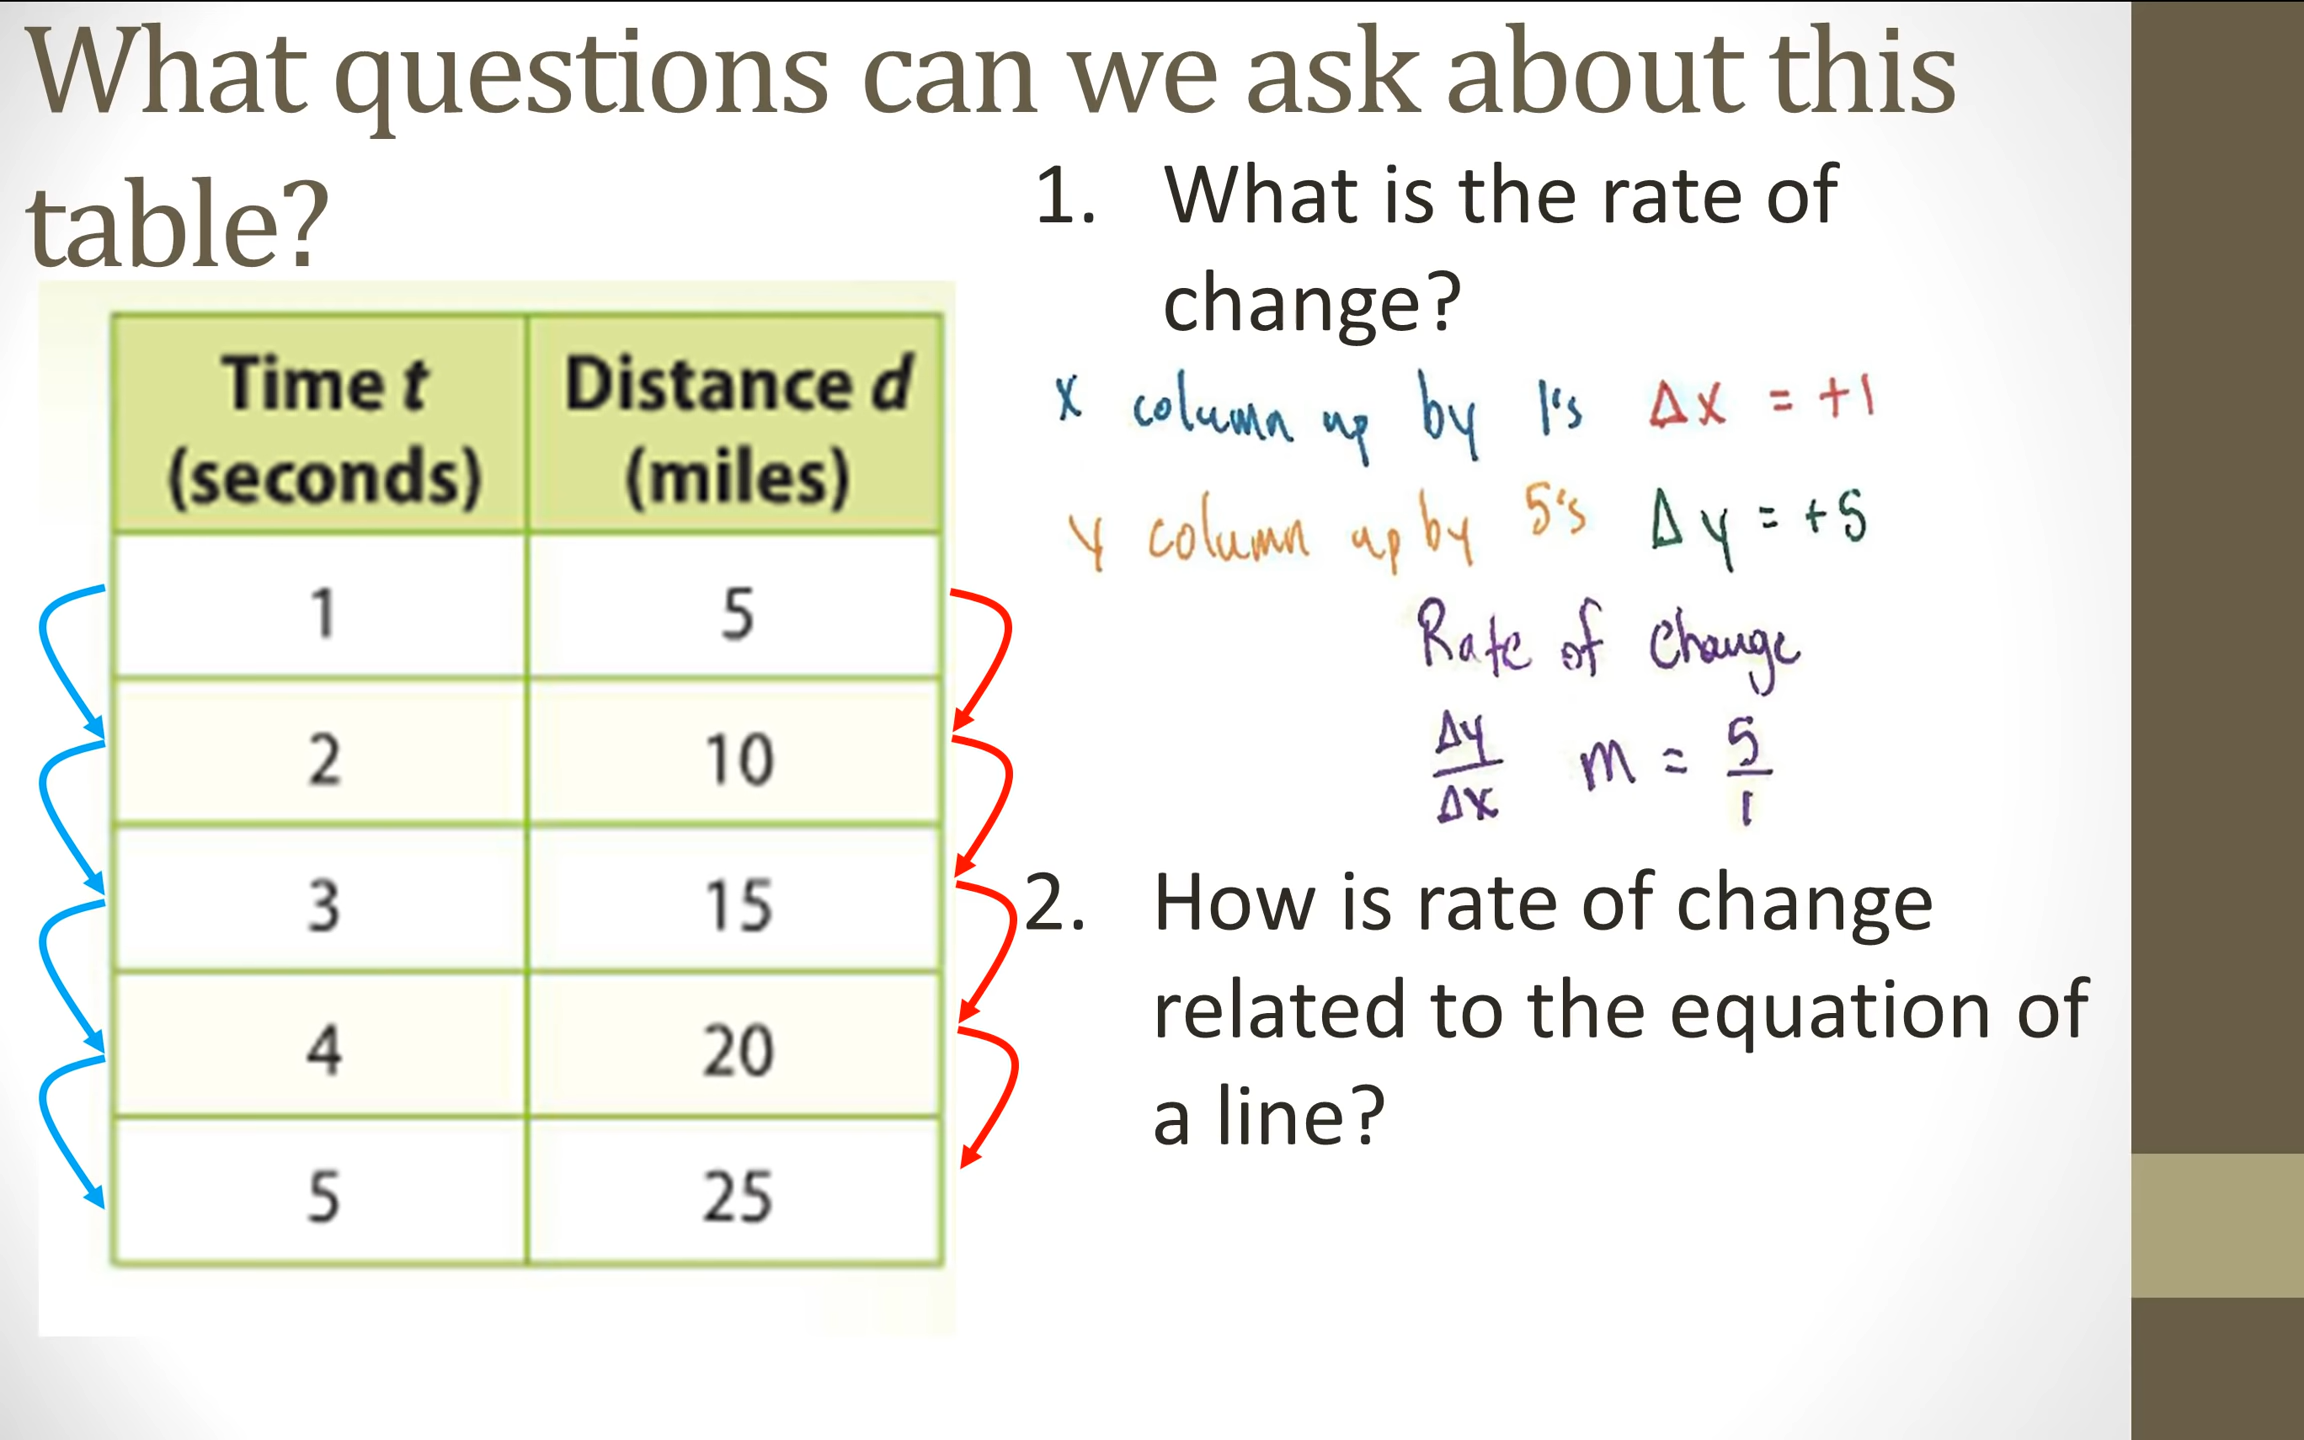 What questions can we ask about this
table?
1. What is the rate of
change?
x column up by 1's Δx = +1
y column up by 5's Δy = +5
Rate of Change
Δy/Δx m = 5/1
Time t Distance d
(seconds) (miles)
1 5
2 10
3 15
4 20
5 25
2. How is rate of change
related to the equation of
a line?